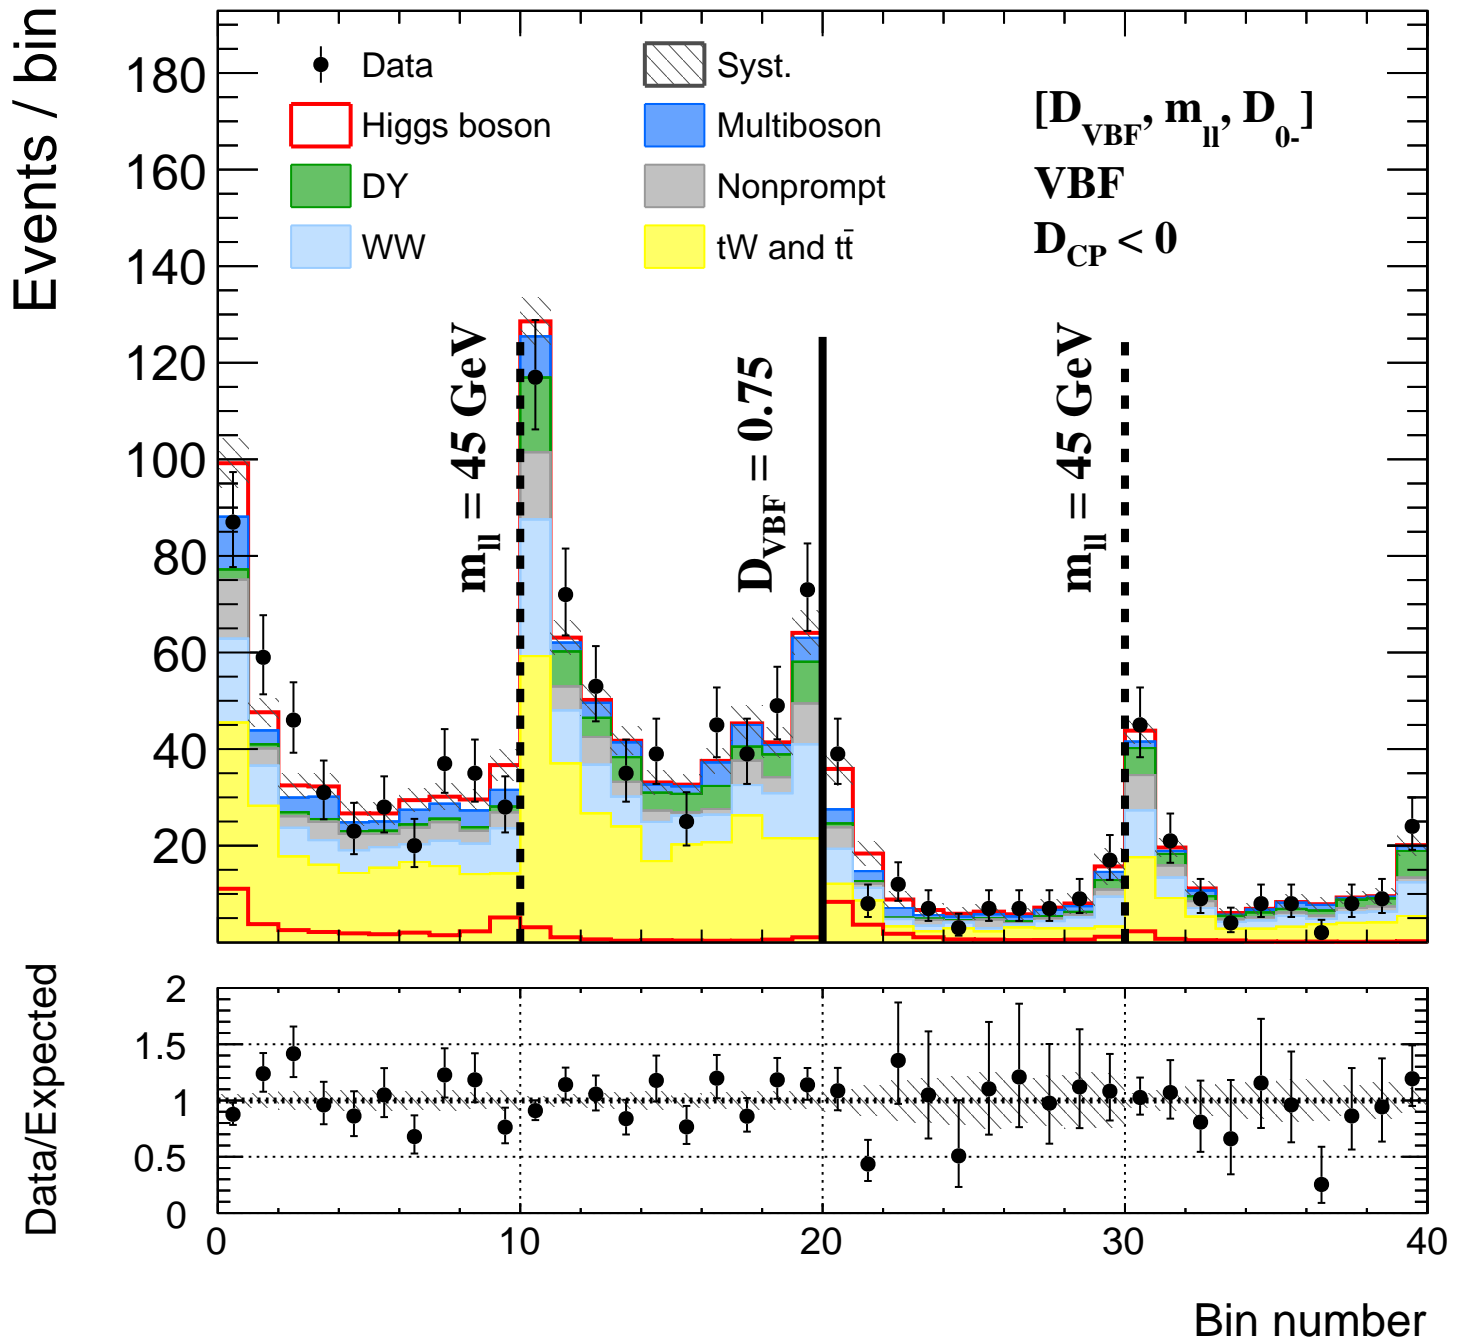 Events / bin
180
160
140
120
100
80
60
40
20
Data
Syst.
Higgs boson
Multiboson
DY
Nonprompt
WW
tW and tt̄
[D_VBF, m_ll, D_0-]
VBF
D_CP < 0
m_ll = 45 GeV
D_VBF = 0.75
m_ll = 45 GeV
Data/Expected
2
1.5
1
0.5
0
0 10 20 30 40
Bin number